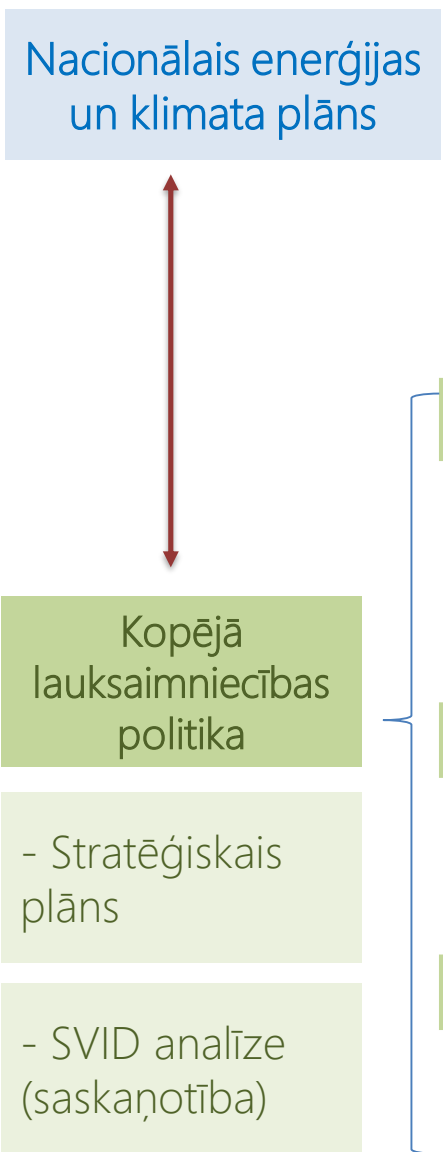 Nacionālais enerģijas
un klimata plāns
Kopējā
lauksaimniecības
politika
- Stratēģiskais
plāns
- SVID analīze
(saskaņotība)